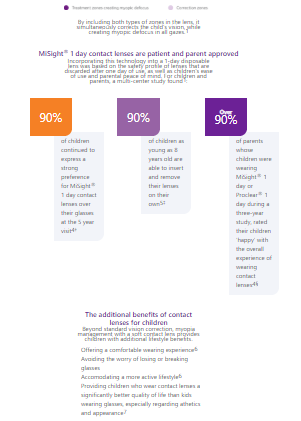 Treatment zones creating myopic defocus
Correction zones
By including both types of zones in the lens, it
simultaneously corrects the child's vision, while
creating myopic defocus in all gazes.¹
MiSight® 1 day contact lenses are patient and parent approved
Incorporating this technology into a 1-day disposable
lens was based on the safety profile of lenses that are
discarded after one day of use, as well as children's ease
of use and parental peace of mind. For children and
parents, a multi-center study found
90%
of children
continued to
express a
strong
preference
for MiSight®
1 day contact
lenses over
their glasses
at the 5 year
visit
90%
of children as
young as 8
years old are
able to insert
and remove
their lenses
on their
own
Over
90%
of parents
whose
children were
wearing
MiSight® 1
day or
Proclear® 1
day during a
three-year
study, rated
their children
'happy' with
the overall
experience of
wearing
contact
lenses
The additional benefits of contact
lenses for children
Beyond standard vision correction, myopia
management with a soft contact lens provides
children with additional lifestyle benefits.
Offering a comfortable wearing experience
Avoiding the worry of losing or breaking
glasses
Accomodating a more active lifestyle
Providing children who wear contact lenses a
significantly better quality of life than kids
wearing glasses, especially regarding athletics
and appearance⁷